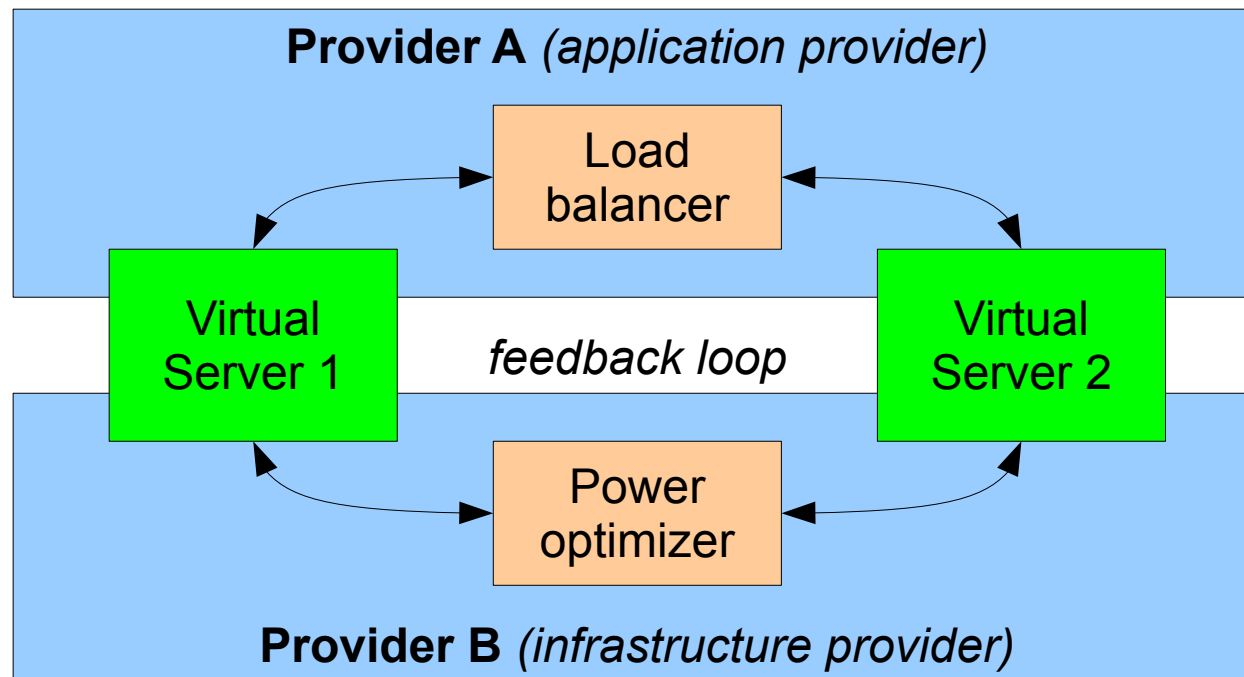 Provider A (application provider)
Load
balancer
Virtual
Server 1
feedback loop
Virtual
Server 2
Power
optimizer
Provider B (infrastructure provider)